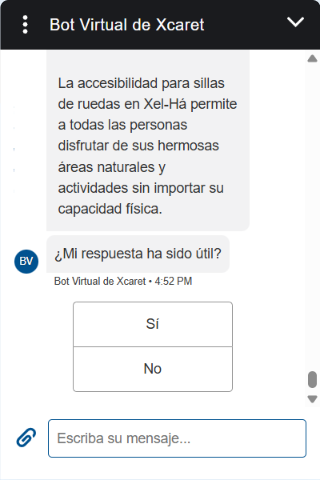 Bot Virtual de Xcaret
La accesibilidad para sillas
de ruedas en Xel-Há permite
a todas las personas
disfrutar de sus hermosas
áreas naturales y
actividades sin importar su
capacidad física.
¿Mi respuesta ha sido útil?
BV
Bot Virtual de Xcaret • 4:52 PM
Sí
No
Escriba su mensaje...